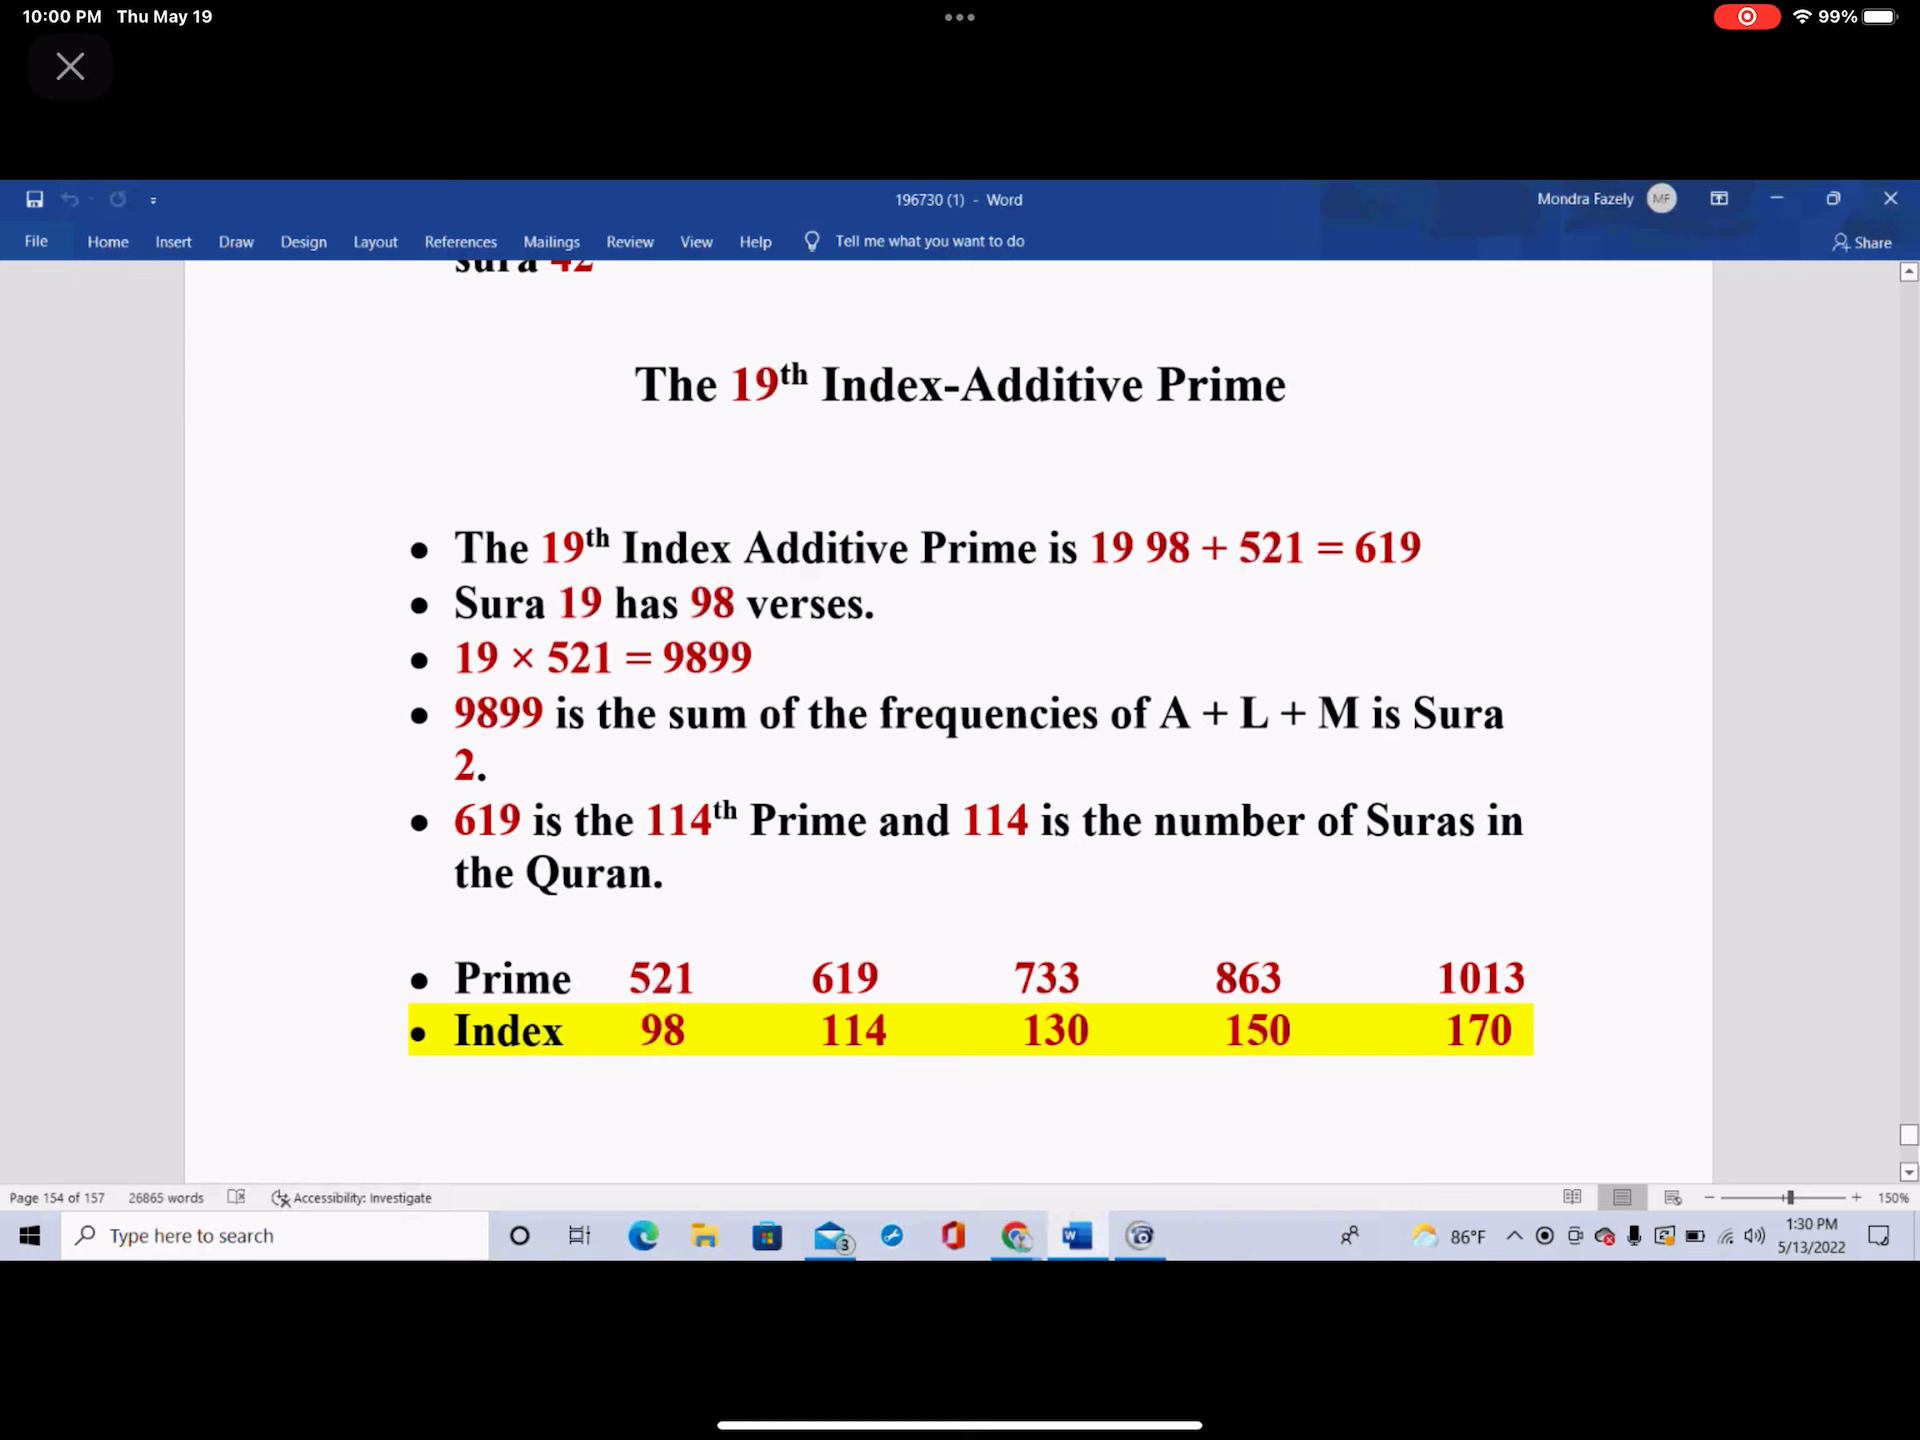 10:00 PM Thu May 19
99%
196730 (1) - Word
Mondra Fazely MF
File Home Insert Draw Design Layout References Mailings Review View Help Tell me what you want to do Share
sura 42
The 19th Index-Additive Prime
• The 19th Index Additive Prime is 19 98 + 521 = 619
• Sura 19 has 98 verses.
• 19 × 521 = 9899
• 9899 is the sum of the frequencies of A + L + M is Sura
2.
• 619 is the 114th Prime and 114 is the number of Suras in
the Quran.
• Prime 521 619 733 863 1013
• Index 98 114 130 150 170
Page 154 of 157 26865 words Accessibility: Investigate 150%
Type here to search 3 86°F 1:30 PM
5/13/2022